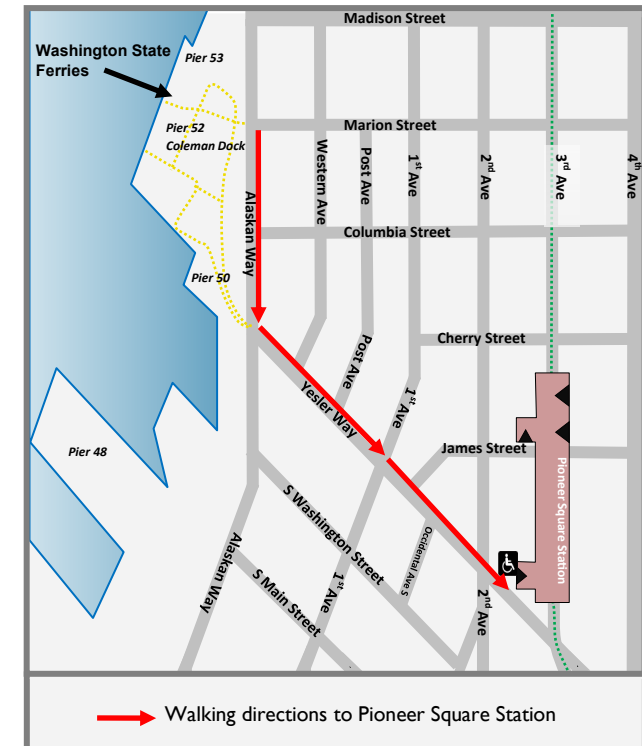 Madison Street
Washington State
Ferries
Pier 53
Pier 52
Coleman Dock
Marion Street
Western Ave
Post Ave
1st Ave
2nd Ave
3rd Ave
4th Ave
Alaskan Way
Columbia Street
Pier 50
Cherry Street
Post Ave
Yesler Way
1st Ave
James Street
Pier 48
Pioneer Square Station
S Washington Street
Occidental Ave S
Alaskan Way
S Main Street
1st Ave
2nd Ave
Walking directions to Pioneer Square Station